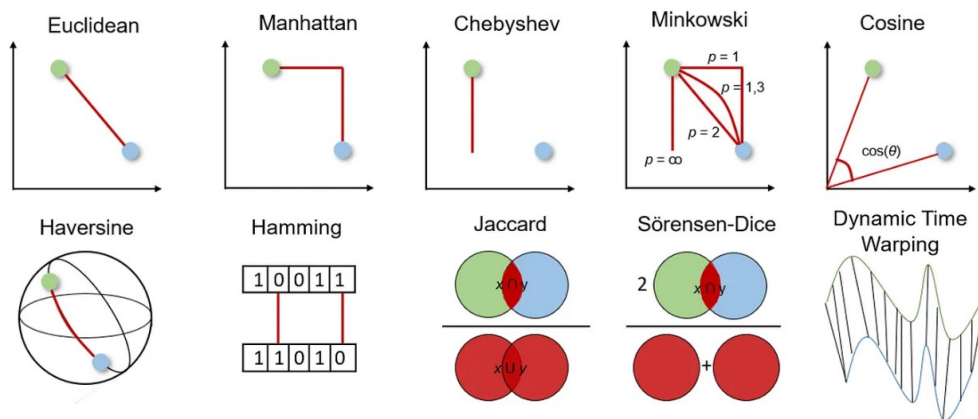 Euclidean
Manhattan
Chebyshev
Minkowski
Cosine
p = 1
p = 1,3
p = 2
p = ∞
cos(θ)
Haversine
Hamming
Jaccard
Sörensen-Dice
Dynamic Time
Warping
1 0 0 1 1
1 1 0 1 0
x ∩ y
x ∪ y
2
x ∩ y
+